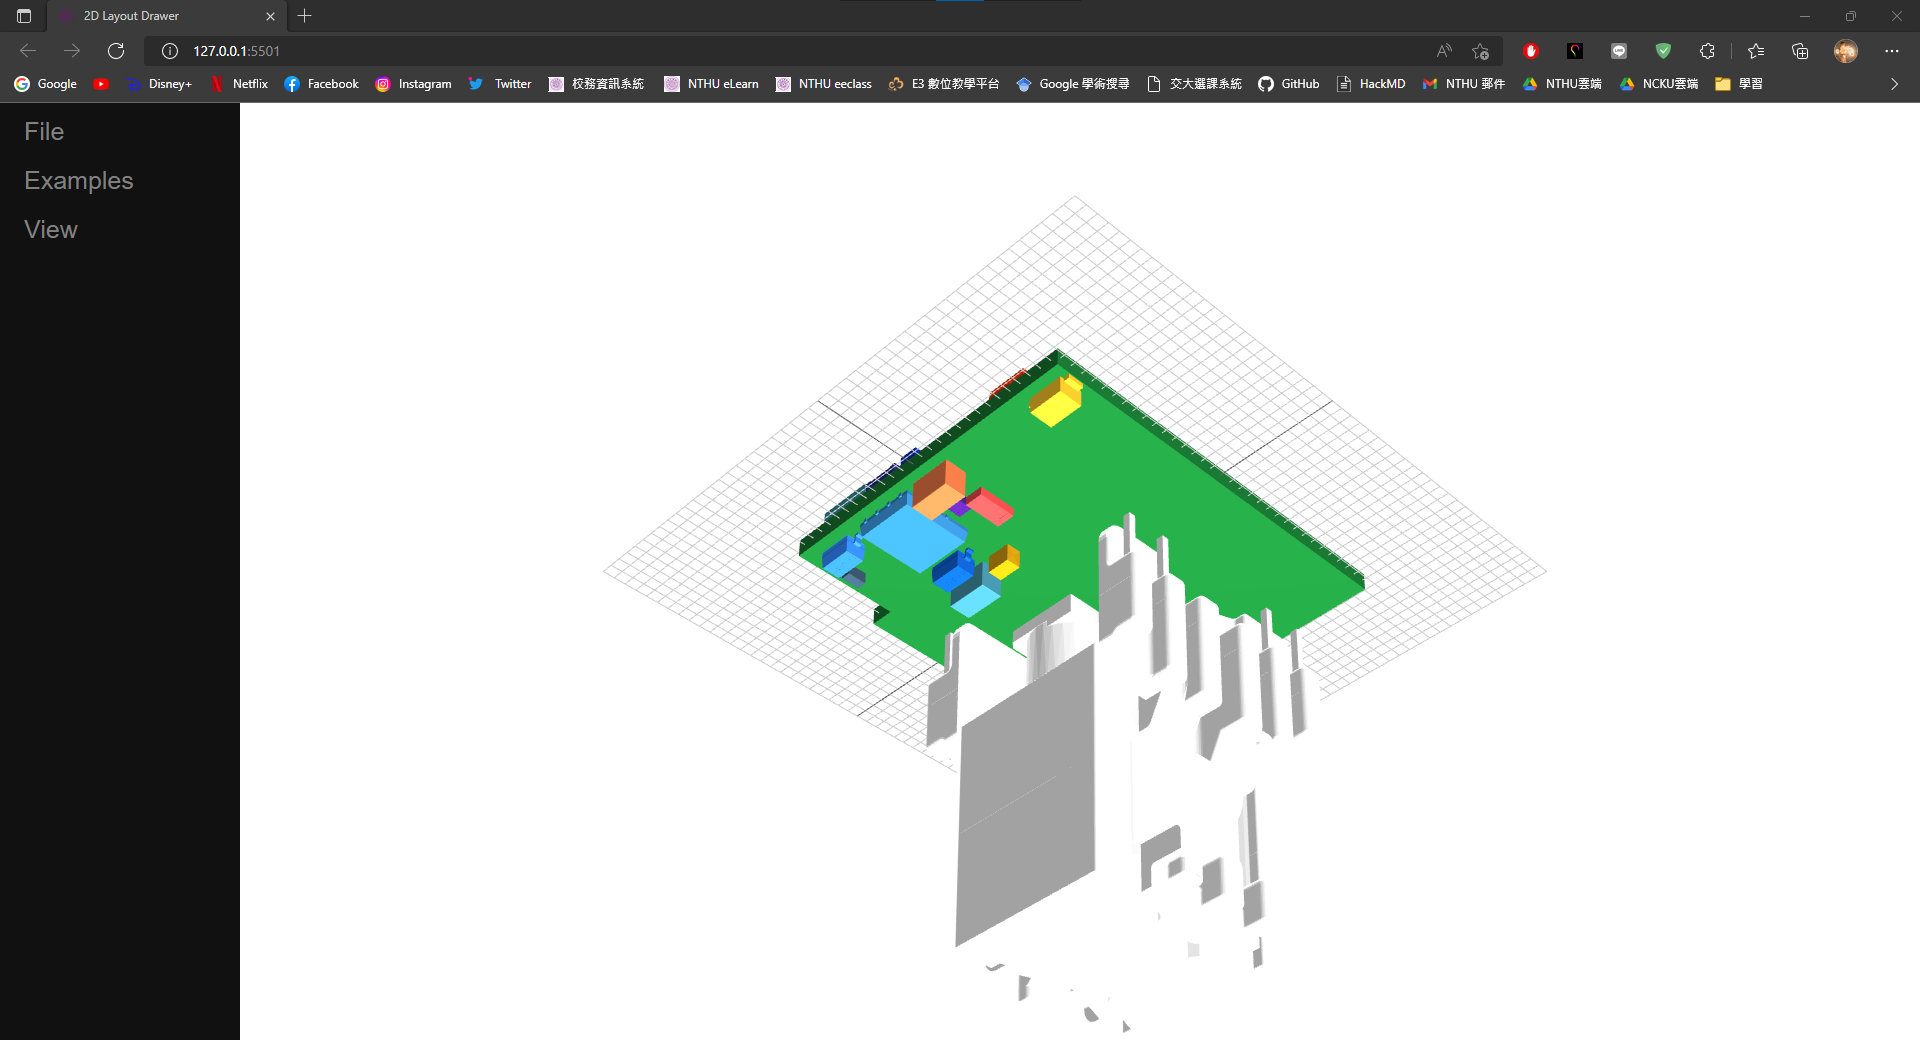 2D Layout Drawer
127.0.0.1:5501
Google Disney+ Netflix Facebook Instagram Twitter 校務資訊系統 NTHU eLearn NTHU eeclass E3 數位教學平台 Google 學術搜尋 交大選課系統 GitHub HackMD NTHU 郵件 NTHU雲端 NCKU雲端 學習
File
Examples
View